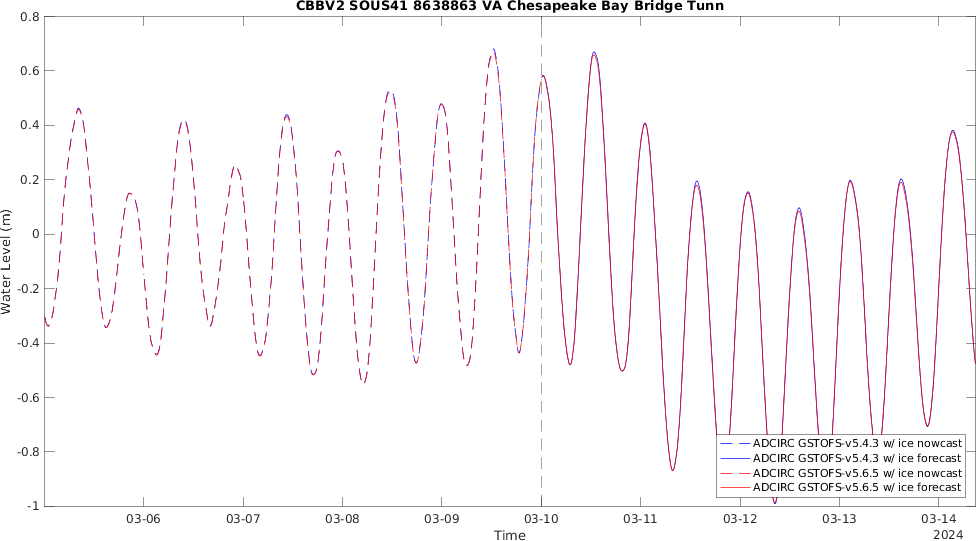 CBBV2 SOUS41 8638863 VA Chesapeake Bay Bridge Tunn
0.8
0.6
0.4
0.2
0
-0.2
-0.4
-0.6
-0.8
-1
Water Level (m)
ADCIRC GSTOFS-v5.4.3 w/ ice nowcast
ADCIRC GSTOFS-v5.4.3 w/ ice forecast
ADCIRC GSTOFS-v5.6.5 w/ ice nowcast
ADCIRC GSTOFS-v5.6.5 w/ ice forecast
03-06 03-07 03-08 03-09 03-10 03-11 03-12 03-13 03-14
Time
2024